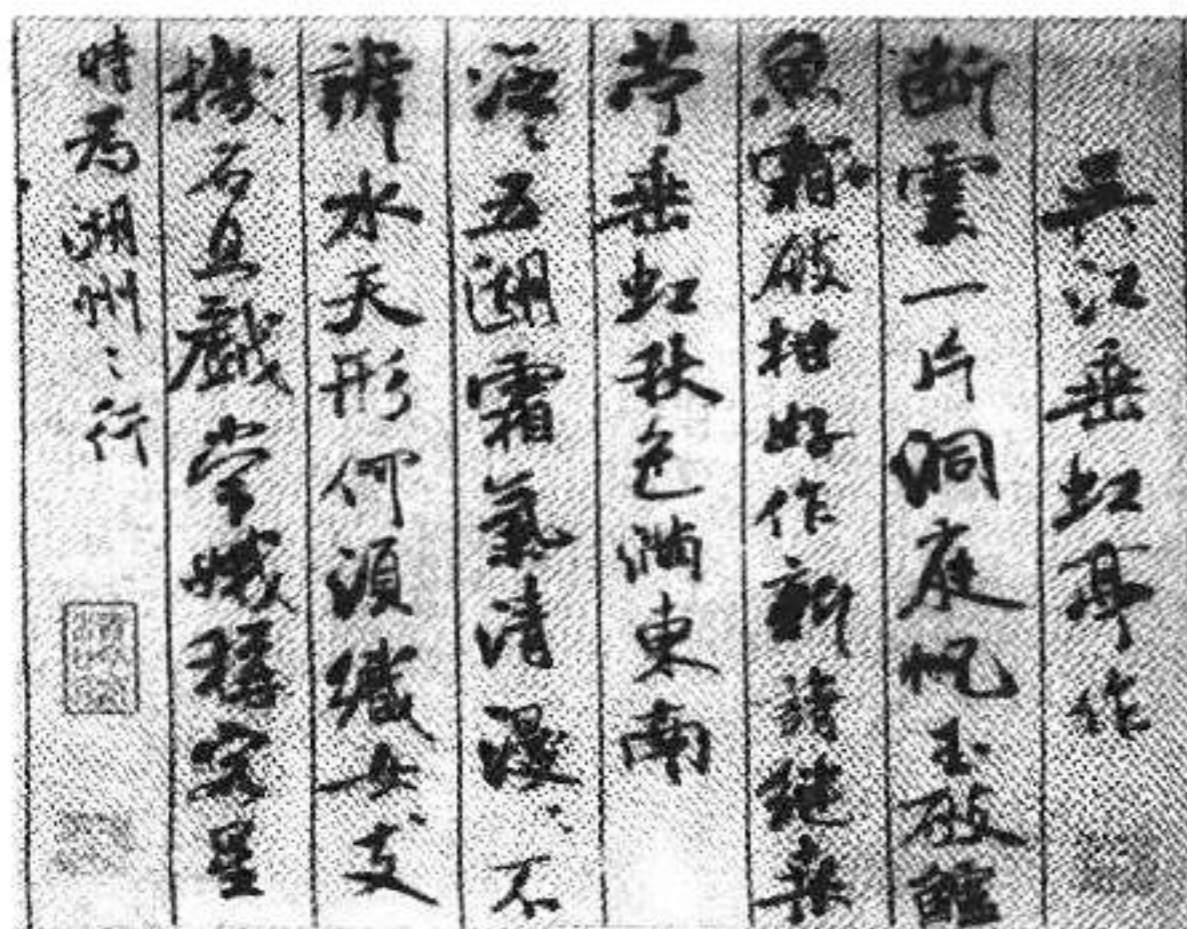 吳江垂虹亭作
斷雲一片洞庭帆玉破鱸
魚霜破柑好作新詩繼桑
苧垂虹秋色滿東南
泛〻五湖霜氣清漫〻不
辨水天形何須織女支
機石且戲常娥稱客星
時為湖州之行